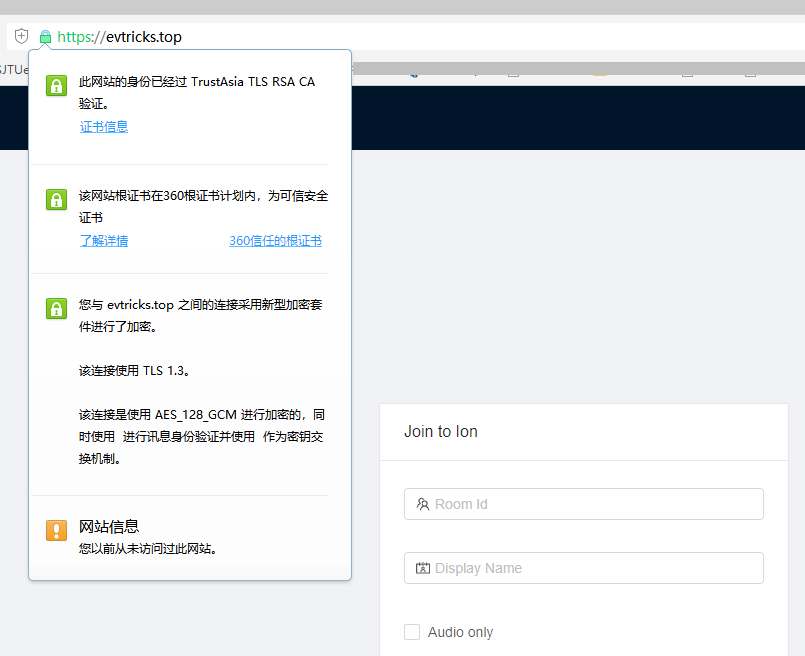 https://evtricks.top
此网站的身份已经过 TrustAsia TLS RSA CA
验证。
证书信息
该网站根证书在360根证书计划内，为可信安全
证书
了解详情 360信任的根证书
您与 evtricks.top 之间的连接采用新型加密套
件进行了加密。
该连接使用 TLS 1.3。
该连接是使用 AES_128_GCM 进行加密的，同
时使用 进行讯息身份验证并使用 作为密钥交
换机制。
网站信息
您以前从未访问过此网站。
Join to Ion
Room Id
Display Name
Audio only